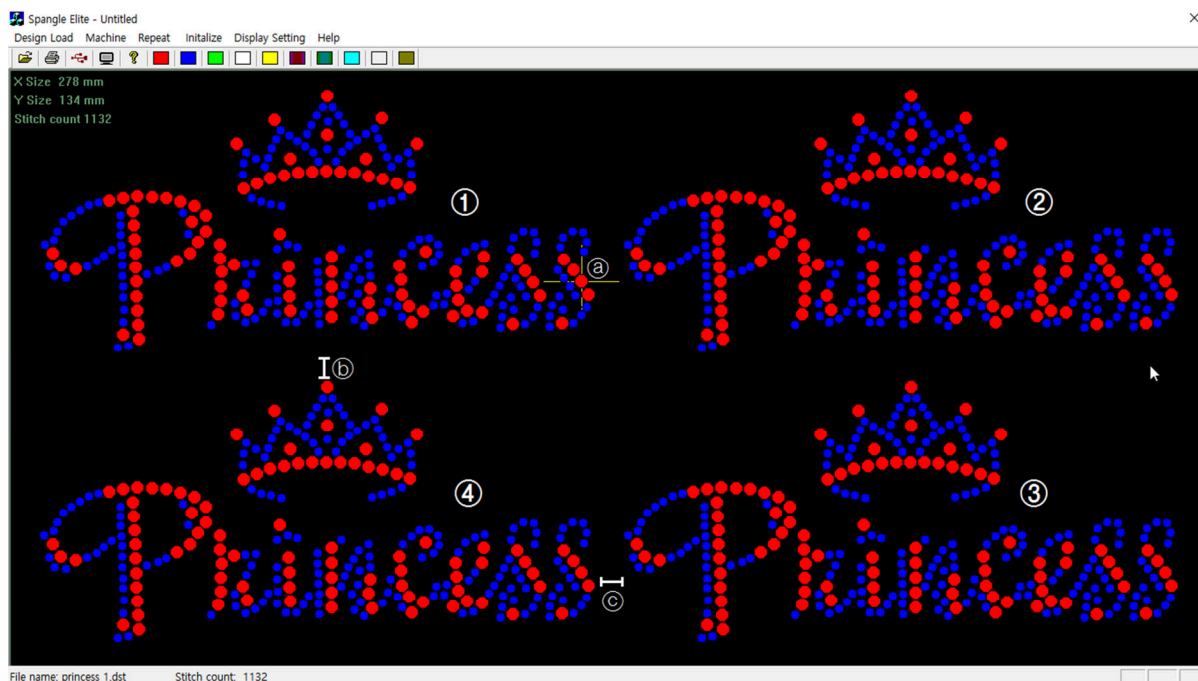 Spangle Elite - Untitled
Design Load Machine Repeat Initalize Display Setting Help
X Size 278 mm
Y Size 134 mm
Stitch count 1132
①
②
Princess
ⓐ
Princess
ⓑ
④
③
Princess
Princess
ⓒ
File name: princess 1.dst Stitch count: 1132